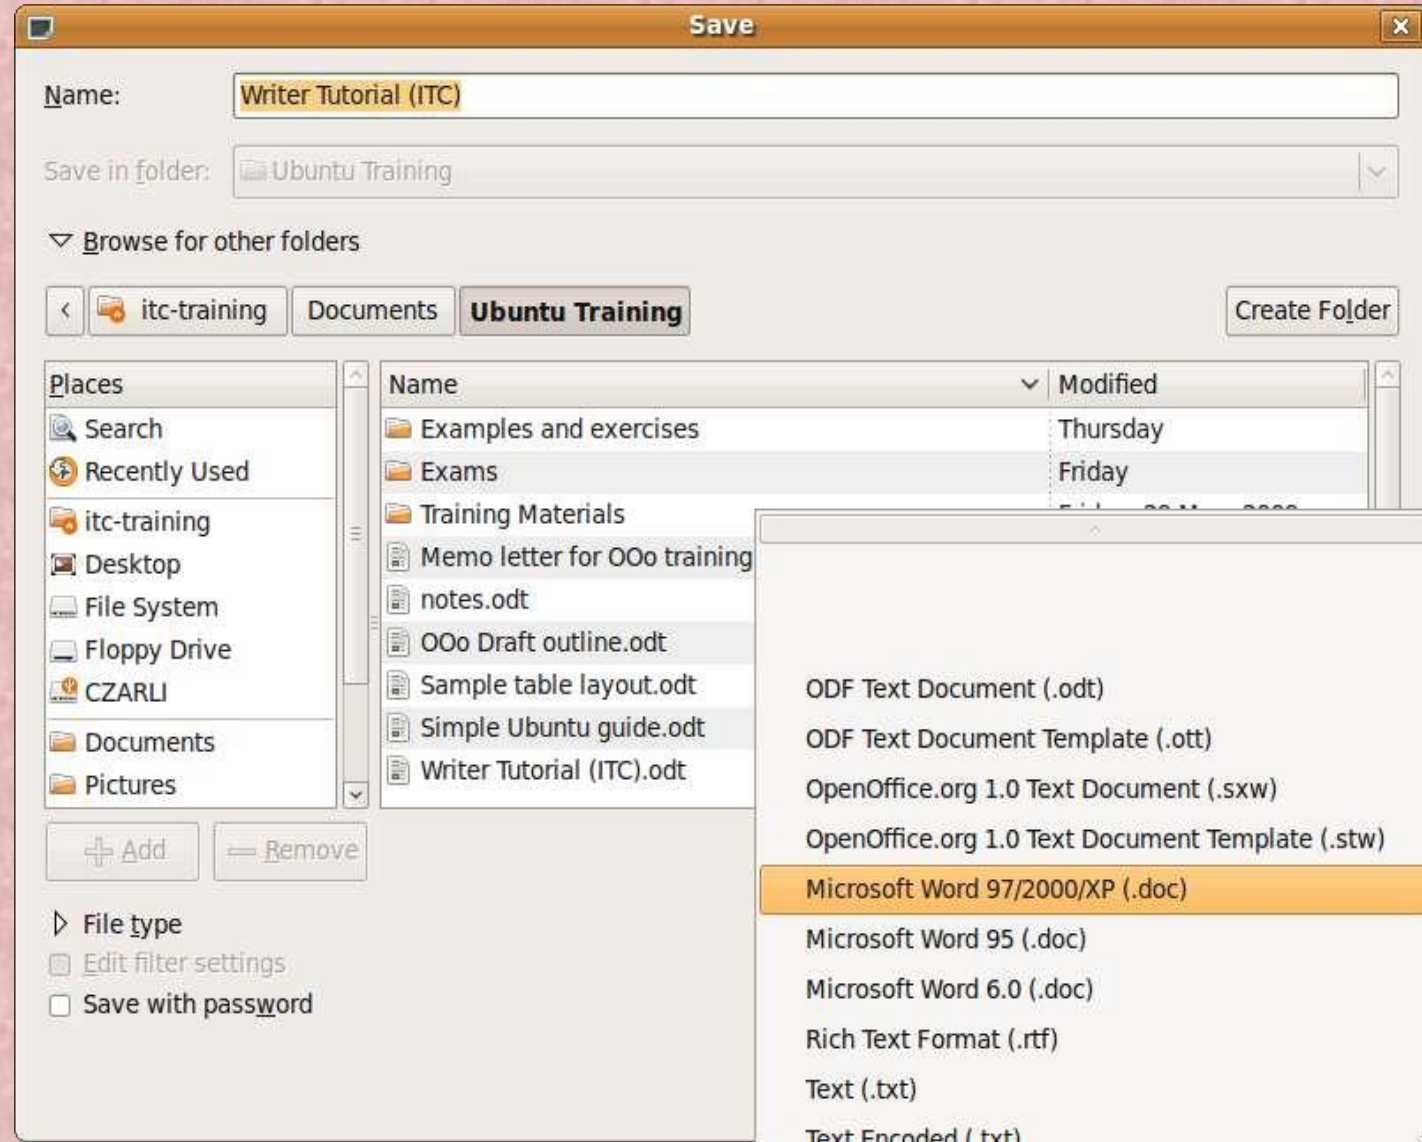 Save
Name: Writer Tutorial (ITC)
Save in folder: Ubuntu Training
Browse for other folders
itc-training Documents Ubuntu Training Create Folder
Places
Search
Recently Used
itc-training
Desktop
File System
Floppy Drive
CZARLI
Documents
Pictures
Add Remove
Name Modified
Examples and exercises Thursday
Exams Friday
Training Materials
Memo letter for OOo training
notes.odt
OOo Draft outline.odt
Sample table layout.odt
Simple Ubuntu guide.odt
Writer Tutorial (ITC).odt
ODF Text Document (.odt)
ODF Text Document Template (.ott)
OpenOffice.org 1.0 Text Document (.sxw)
OpenOffice.org 1.0 Text Document Template (.stw)
Microsoft Word 97/2000/XP (.doc)
Microsoft Word 95 (.doc)
Microsoft Word 6.0 (.doc)
Rich Text Format (.rtf)
Text (.txt)
Text Encoded (.txt)
File type
Edit filter settings
Save with password